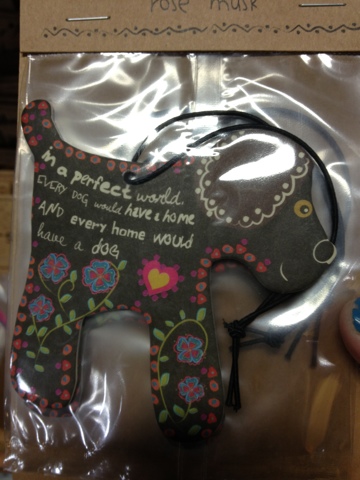 rose musk
in a perfect world.
EVERY DOG would have a home
AND every home would
have a dog